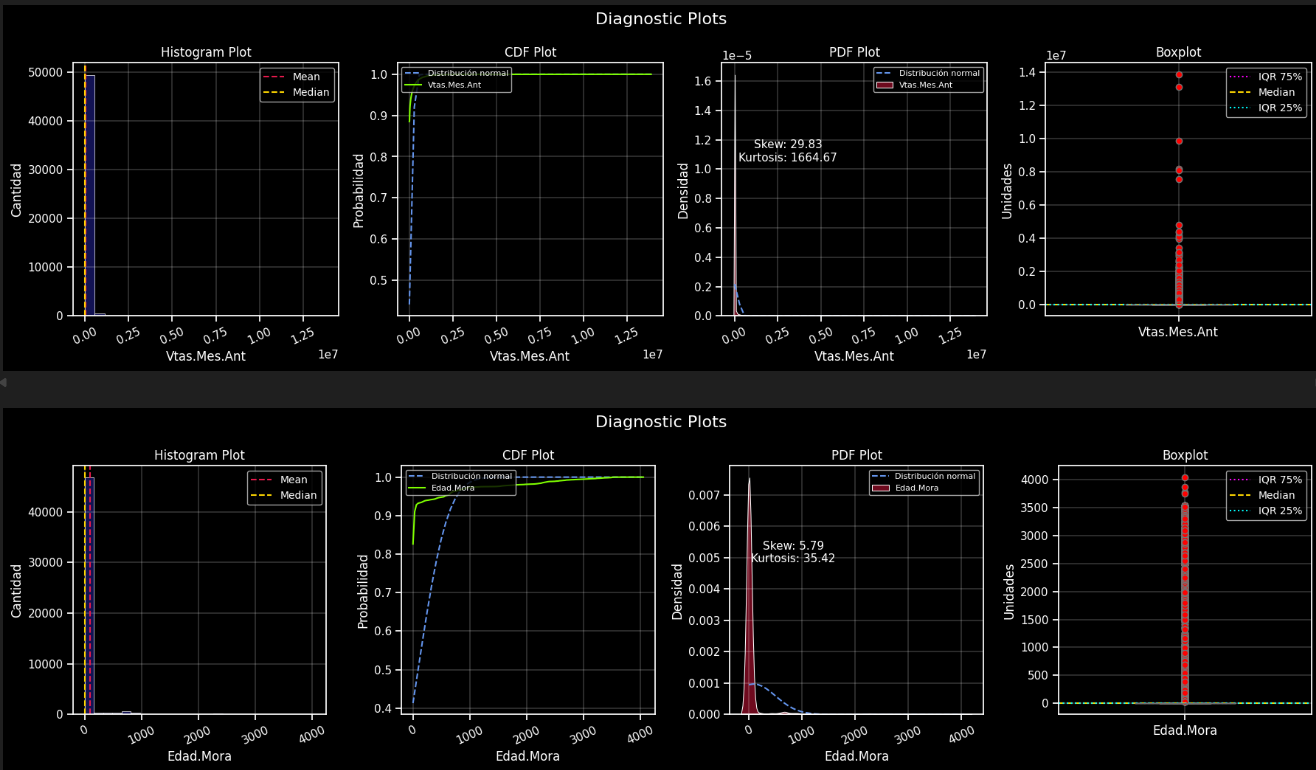 Diagnostic Plots
Histogram Plot
50000
40000
30000
20000
10000
0
Cantidad
0.00 0.25 0.50 0.75 1.00 1.25
1e7
Vtas.Mes.Ant
Mean
Median
CDF Plot
1.0
0.9
0.8
0.7
0.6
0.5
Probabilidad
0.00 0.25 0.50 0.75 1.00 1.25
1e7
Vtas.Mes.Ant
Distribución normal
Vtas.Mes.Ant
PDF Plot
1e−5
1.6
1.4
1.2
1.0
0.8
0.6
0.4
0.2
0.0
Densidad
0.00 0.25 0.50 0.75 1.00 1.25
1e7
Vtas.Mes.Ant
Distribución normal
Vtas.Mes.Ant
Skew: 29.83
Kurtosis: 1664.67
Boxplot
1e7
1.4
1.2
1.0
0.8
0.6
0.4
0.2
0.0
Unidades
Vtas.Mes.Ant
IQR 75%
Median
IQR 25%
Diagnostic Plots
Histogram Plot
40000
30000
20000
10000
0
Cantidad
0 1000 2000 3000 4000
Edad.Mora
Mean
Median
CDF Plot
1.0
0.9
0.8
0.7
0.6
0.5
0.4
Probabilidad
0 1000 2000 3000 4000
Edad.Mora
Distribución normal
Edad.Mora
PDF Plot
0.007
0.006
0.005
0.004
0.003
0.002
0.001
0.000
Densidad
0 1000 2000 3000 4000
Edad.Mora
Distribución normal
Edad.Mora
Skew: 5.79
Kurtosis: 35.42
Boxplot
4000
3500
3000
2500
2000
1500
1000
500
0
Unidades
Edad.Mora
IQR 75%
Median
IQR 25%